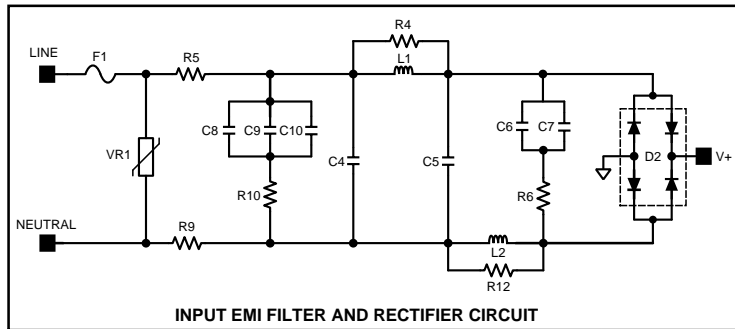 R4
LINE
F1
R5
L1
C8
C9
C10
C6
C7
VR1
C4
C5
D2
V+
R10
R6
NEUTRAL
R9
L2
R12
INPUT EMI FILTER AND RECTIFIER CIRCUIT